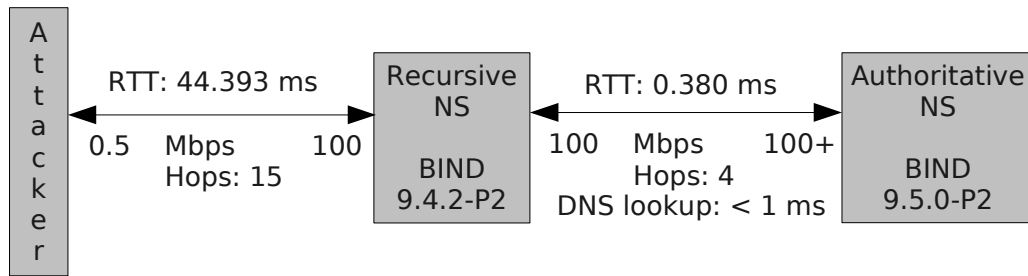 Attacker
RTT: 44.393 ms
0.5 Mbps 100
Hops: 15
Recursive
NS
BIND
9.4.2-P2
RTT: 0.380 ms
100 Mbps 100+
Hops: 4
DNS lookup: < 1 ms
Authoritative
NS
BIND
9.5.0-P2